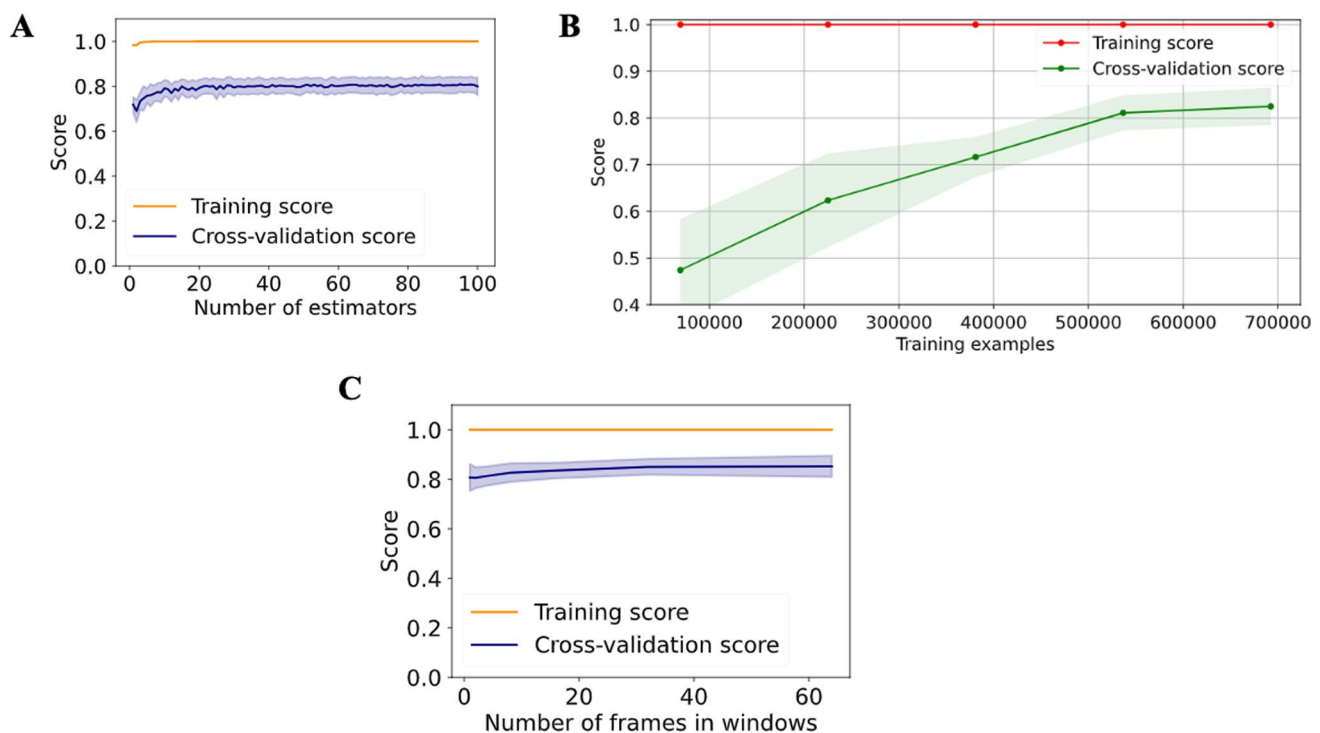 A
1.0
0.8
0.6
0.4
0.2
0.0
Score
Training score
Cross-validation score
0 20 40 60 80 100
Number of estimators
B
1.0
0.9
0.8
0.7
0.6
0.5
0.4
Score
Training score
Cross-validation score
100000 200000 300000 400000 500000 600000 700000
Training examples
C
1.0
0.8
0.6
0.4
0.2
0.0
Score
Training score
Cross-validation score
0 20 40 60
Number of frames in windows